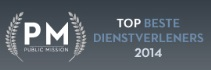 PM
PUBLIC MISSION
TOP BESTE
DIENSTVERLENERS
2014